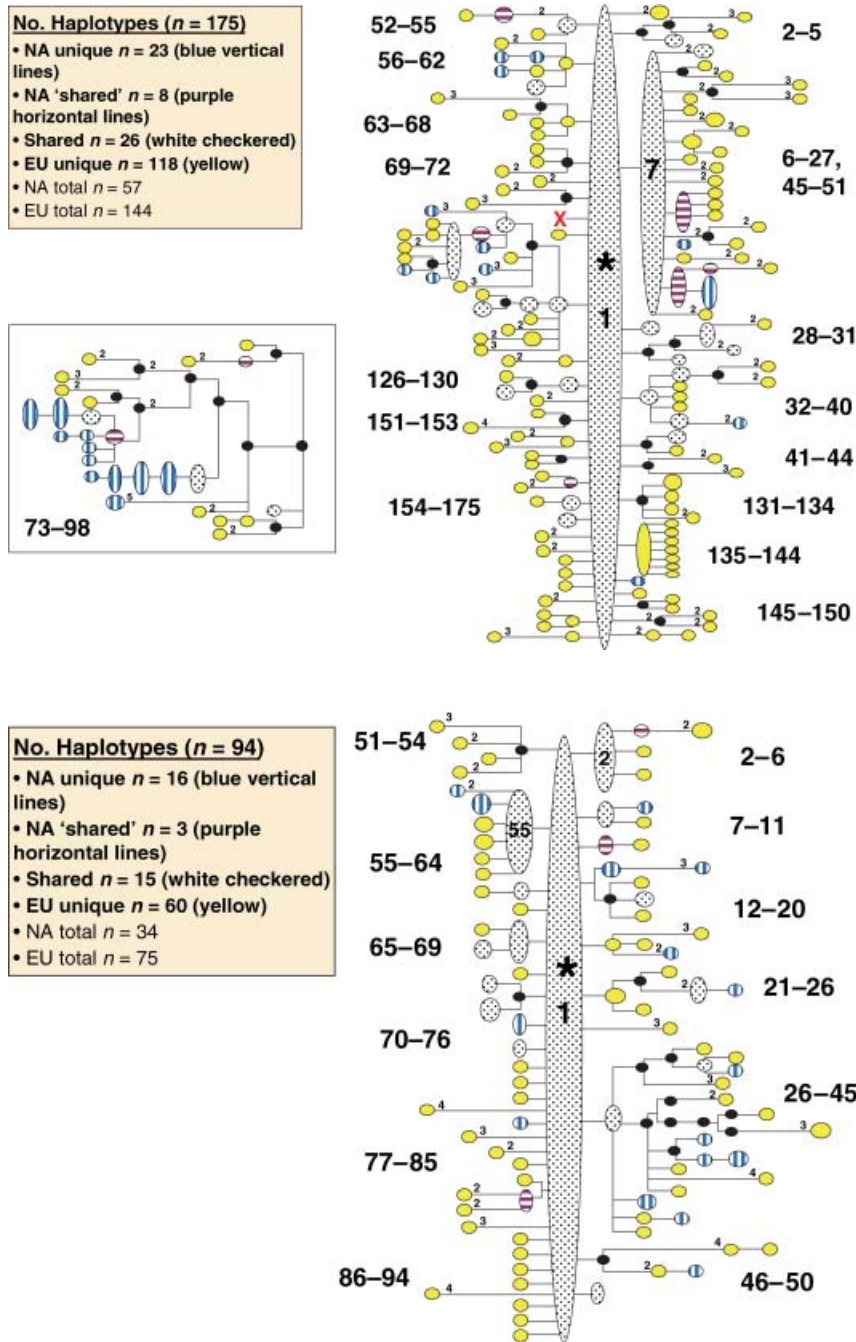 No. Haplotypes (n = 175)
• NA unique n = 23 (blue vertical
lines)
• NA ‘shared’ n = 8 (purple
horizontal lines)
• Shared n = 26 (white checkered)
• EU unique n = 118 (yellow)
• NA total n = 57
• EU total n = 144
52–55
56–62
63–68
69–72
126–130
151–153
154–175
73–98
X
*
1
7
2–5
6–27,
45–51
28–31
32–40
41–44
131–134
135–144
145–150
No. Haplotypes (n = 94)
• NA unique n = 16 (blue vertical
lines)
• NA ‘shared’ n = 3 (purple
horizontal lines)
• Shared n = 15 (white checkered)
• EU unique n = 60 (yellow)
• NA total n = 34
• EU total n = 75
51–54
55–64
65–69
70–76
77–85
86–94
55
*
1
2
2–6
7–11
12–20
21–26
26–45
46–50